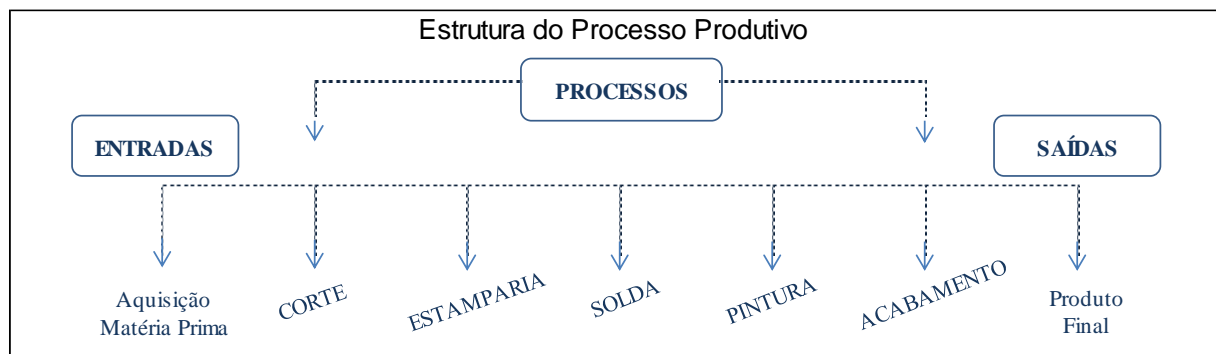 Estrutura do Processo Produtivo
PROCESSOS
ENTRADAS
SAÍDAS
Aquisição
Matéria Prima
CORTE
ESTAMPARIA
SOLDA
PINTURA
ACABAMENTO
Produto
Final